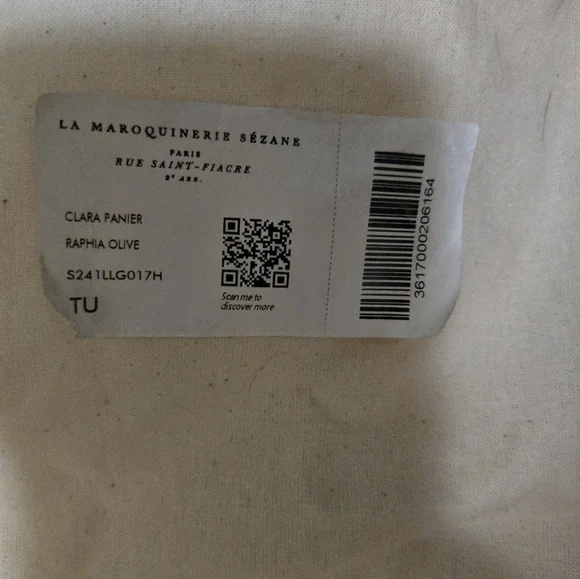 LA MAROQUINERIE SÉZANE
PARIS
RUE SAINT-FIACRE
2e ARR.
CLARA PANIER
RAPHIA OLIVE
S241LLG017H
TU
Scan me to
discover more
3617000206164